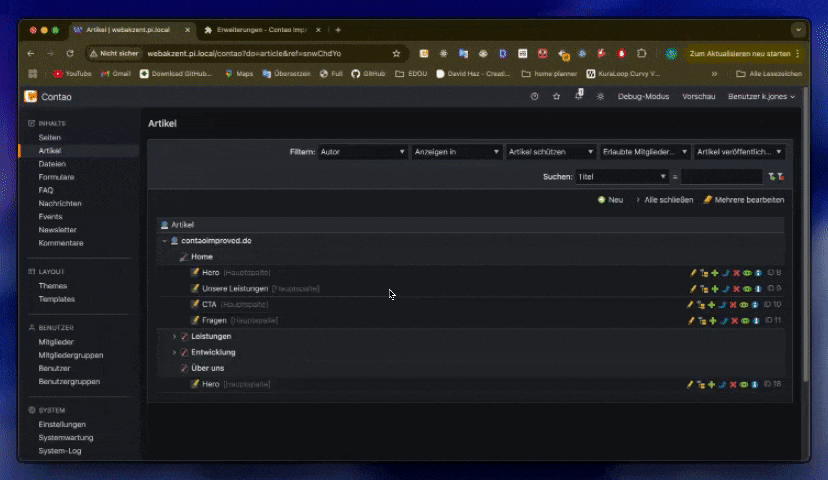 Artikel | webakzent.pi.local
Erweiterungen - Contao Imp
Nicht sicher webakzent.pi.local/contao?do=article&ref=snwChdYo
Zum Aktualisieren neu starten
YouTube Gmail Download GitHub... Maps Übersetzen Full GitHub EDOU David Haz - Creati... home planner KuraLoop Curvy V... » Alle Lesezeichen
Contao
1
Debug-Modus Vorschau Benutzer k.jones
INHALTE
Seiten
Artikel
Dateien
Formulare
FAQ
Nachrichten
Events
Newsletter
Kommentare
LAYOUT
Themes
Templates
BENUTZER
Mitglieder
Mitgliedergruppen
Benutzer
Benutzergruppen
SYSTEM
Einstellungen
Systemwartung
System-Log
Artikel
Filtern: Autor Anzeigen in Artikel schützen Erlaubte Mitglieder... Artikel veröffentlich...
Suchen: Titel =
Neu Alle schließen Mehrere bearbeiten
Artikel
contaoimproved.de
Home
Hero [Hauptspalte] ID 8
Unsere Leistungen [Hauptspalte] ID 9
CTA [Hauptspalte] ID 10
Fragen [Hauptspalte] ID 11
Leistungen
Entwicklung
Über uns
Hero [Hauptspalte] ID 18